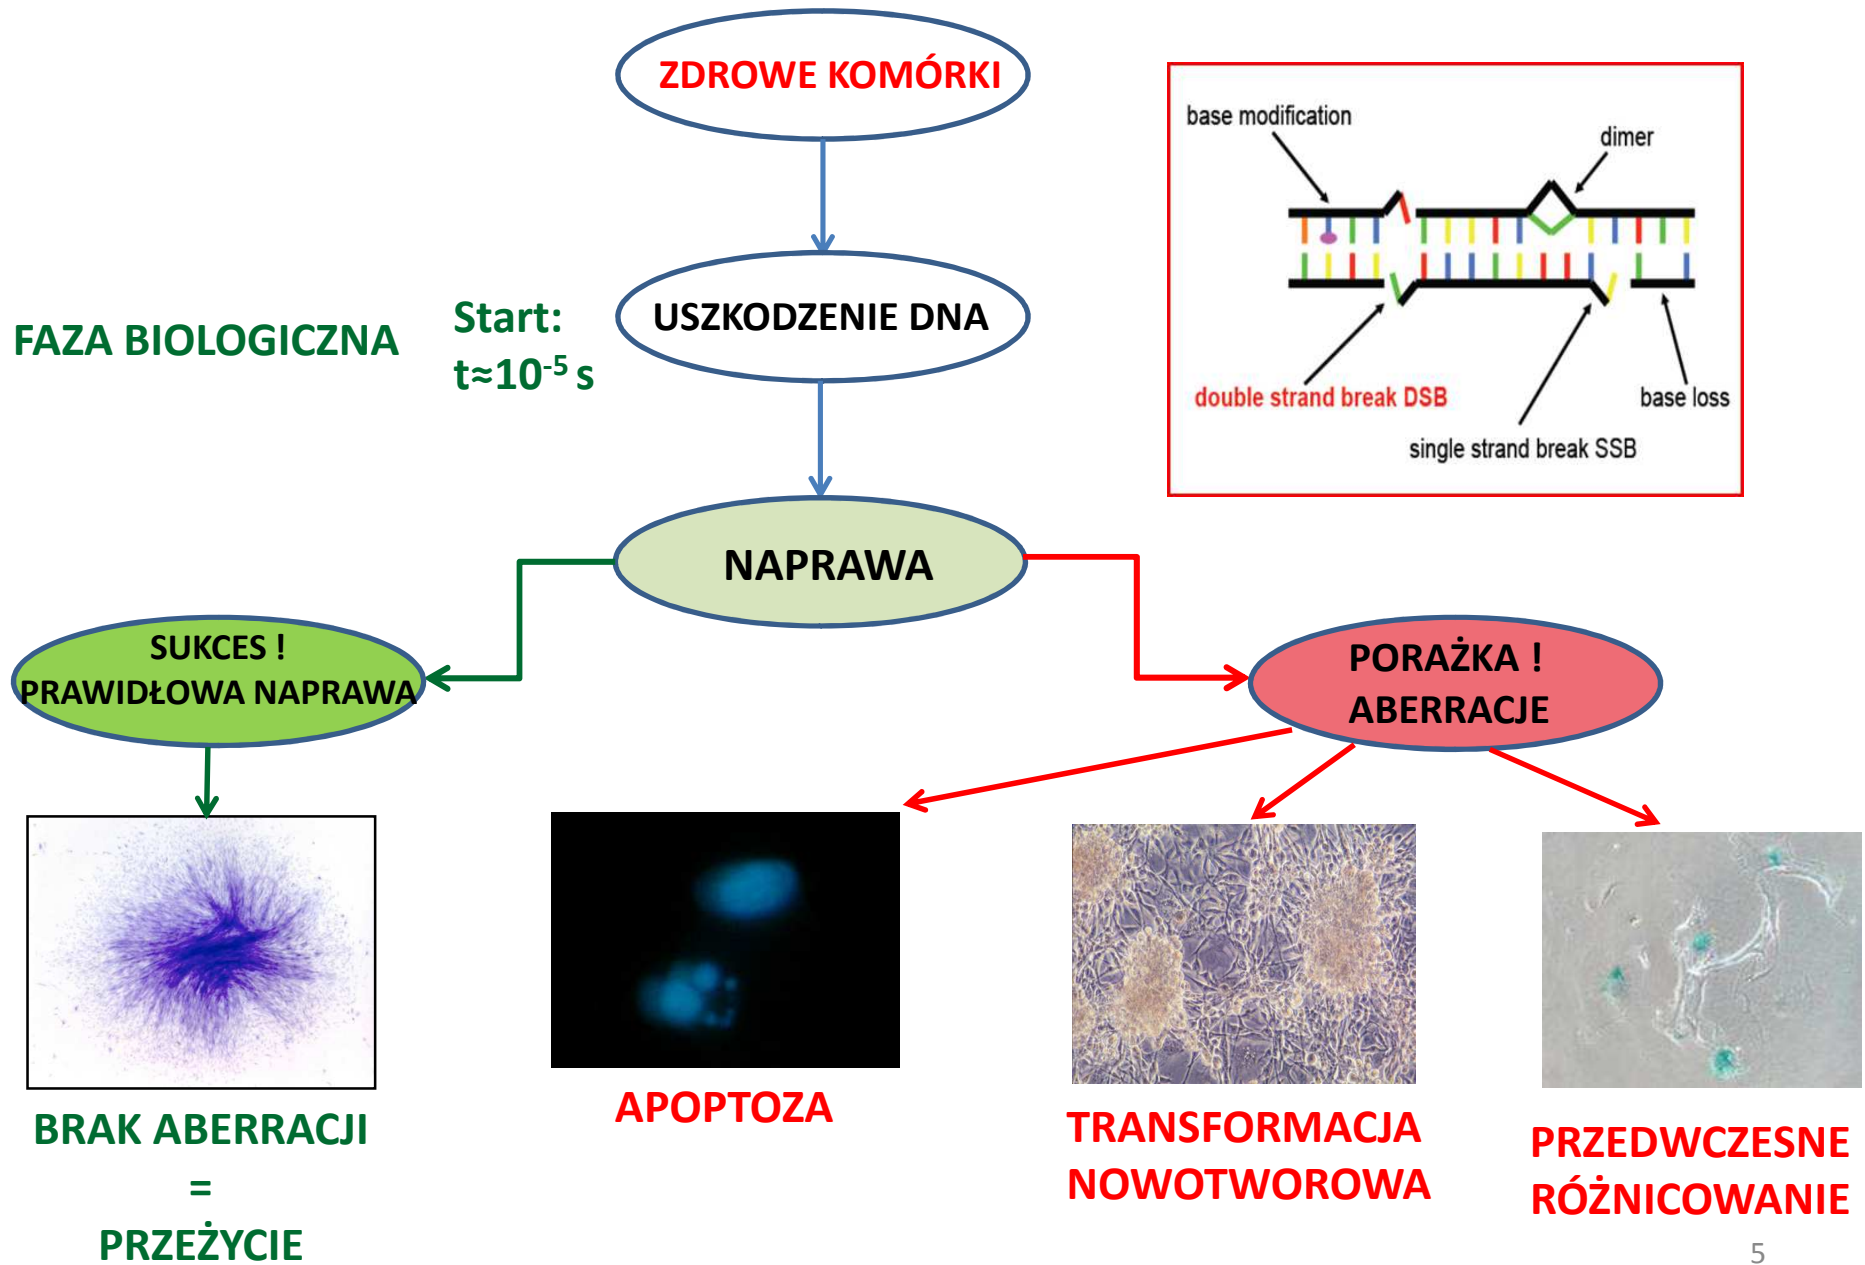 ZDROWE KOMÓRKI
base modification
dimer
USZKODZENIE DNA
FAZA BIOLOGICZNA
Start:
t≈10⁻⁵ s
double strand break DSB
base loss
single strand break SSB
NAPRAWA
SUKCES !
PRAWIDŁOWA NAPRAWA
PORAŻKA !
ABERRACJE
BRAK ABERRACJI
=
PRZEŻYCIE
APOPTOZA
TRANSFORMACJA
NOWOTWOROWA
PRZEDWCZESNE
RÓŻNICOWANIE
5